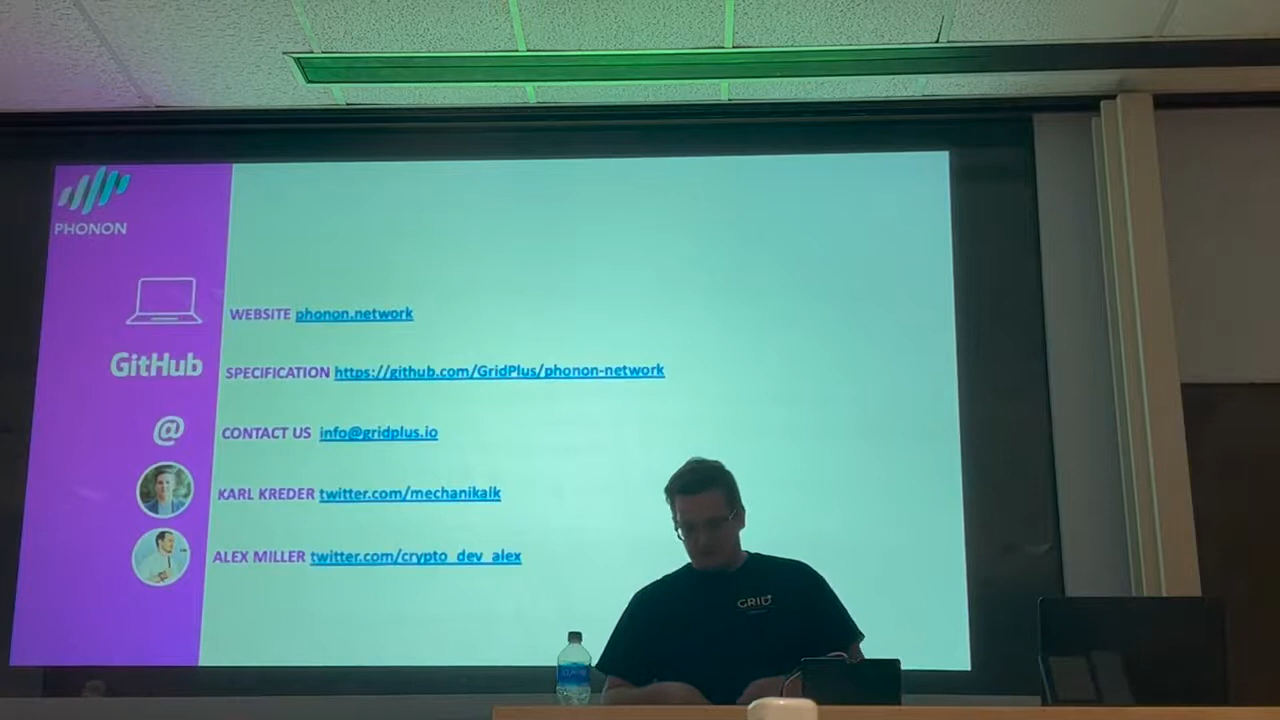 PHONON
WEBSITE phonon.network
GitHub
SPECIFICATION https://github.com/GridPlus/phonon-network
@
CONTACT US info@gridplus.io
KARL KREDER twitter.com/mechanikalk
ALEX MILLER twitter.com/crypto_dev_alex
GRID+